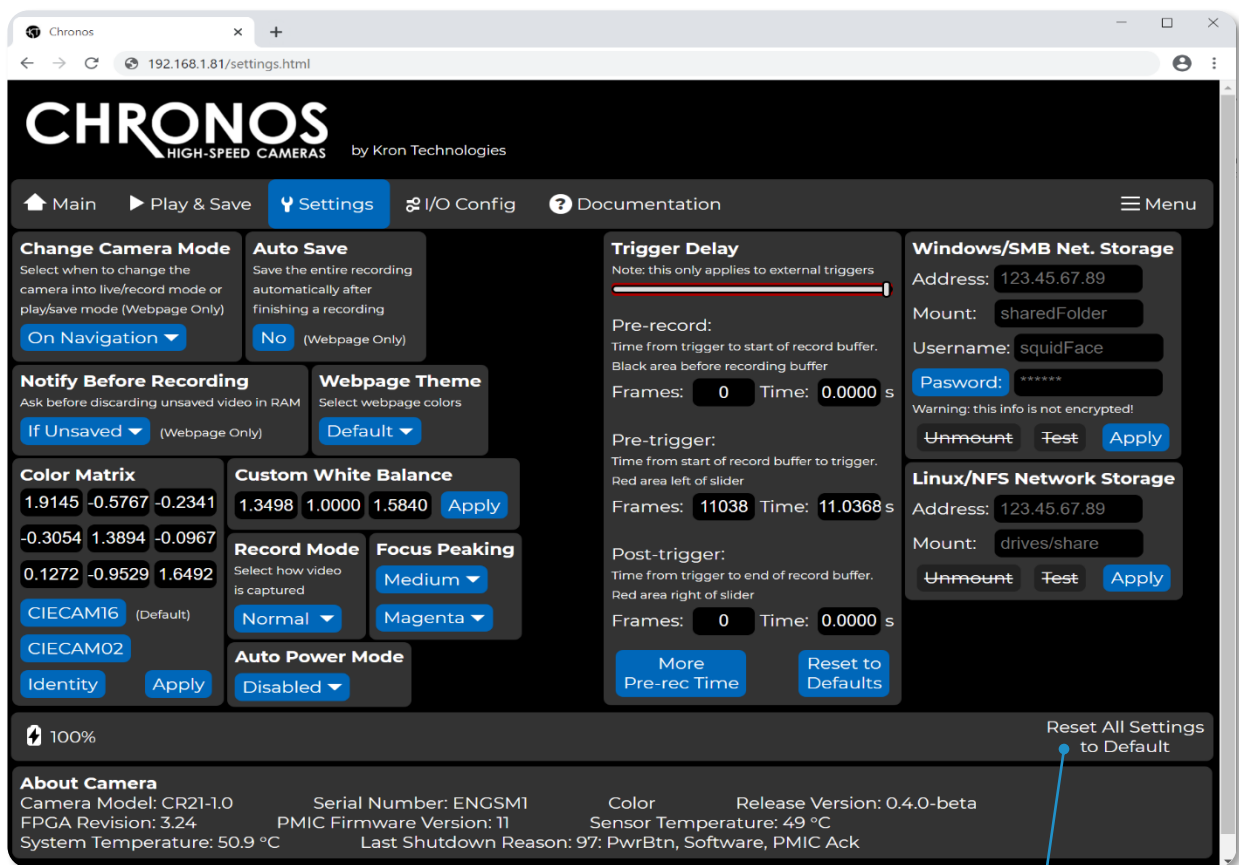 Chronos
192.168.1.81/settings.html
CHRONOS
HIGH-SPEED CAMERAS
by Kron Technologies
Main
Play & Save
Settings
I/O Config
Documentation
Menu
Change Camera Mode
Select when to change the
camera into live/record mode or
play/save mode (Webpage Only)
On Navigation
Auto Save
Save the entire recording
automatically after
finishing a recording
No (Webpage Only)
Notify Before Recording
Ask before discarding unsaved video in RAM
If Unsaved (Webpage Only)
Webpage Theme
Select webpage colors
Default
Color Matrix
1.9145 -0.5767 -0.2341
-0.3054 1.3894 -0.0967
0.1272 -0.9529 1.6492
CIECAM16 (Default)
CIECAM02
Identity Apply
Custom White Balance
1.3498 1.0000 1.5840 Apply
Record Mode
Select how video
is captured
Normal
Focus Peaking
Medium
Magenta
Auto Power Mode
Disabled
Trigger Delay
Note: this only applies to external triggers
Pre-record:
Time from trigger to start of record buffer.
Black area before recording buffer
Frames: 0 Time: 0.0000 s
Pre-trigger:
Time from start of record buffer to trigger.
Red area left of slider
Frames: 11038 Time: 11.0368 s
Post-trigger:
Time from trigger to end of record buffer.
Red area right of slider
Frames: 0 Time: 0.0000 s
More
Pre-rec Time
Reset to
Defaults
Windows/SMB Net. Storage
Address: 123.45.67.89
Mount: sharedFolder
Username: squidFace
Pasword: ******
Warning: this info is not encrypted!
Unmount Test Apply
Linux/NFS Network Storage
Address: 123.45.67.89
Mount: drives/share
Unmount Test Apply
100%
Reset All Settings
to Default
About Camera
Camera Model: CR21-1.0 Serial Number: ENGSM1 Color Release Version: 0.4.0-beta
FPGA Revision: 3.24 PMIC Firmware Version: 11 Sensor Temperature: 49 °C
System Temperature: 50.9 °C Last Shutdown Reason: 97: PwrBtn, Software, PMIC Ack